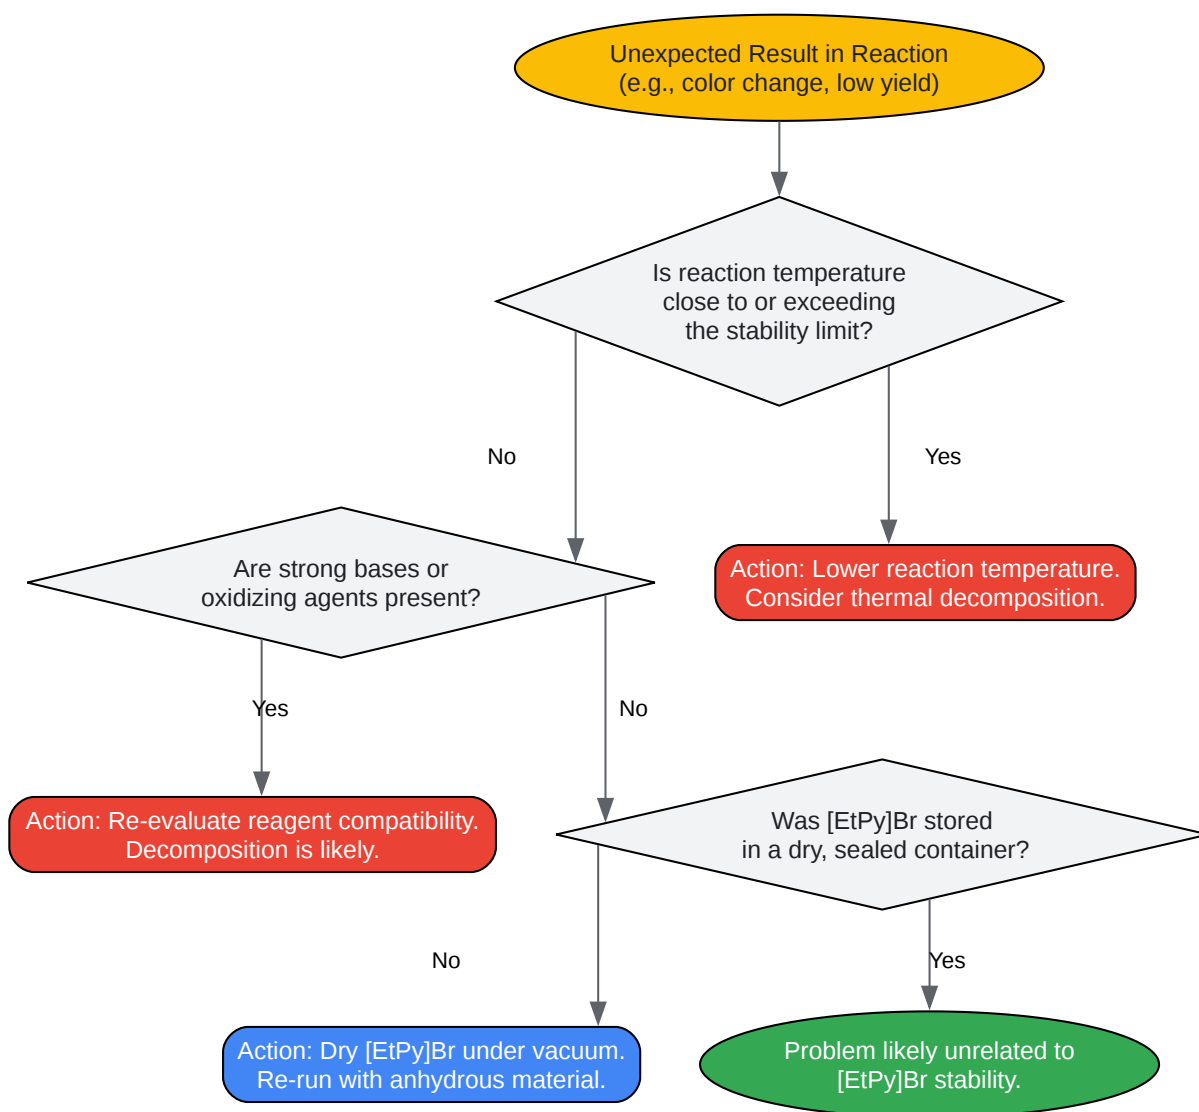 Unexpected Result in Reaction
(e.g., color change, low yield)
Is reaction temperature
close to or exceeding
the stability limit?
No
Yes
Are strong bases or
oxidizing agents present?
Action: Lower reaction temperature.
Consider thermal decomposition.
Yes
No
Action: Re-evaluate reagent compatibility.
Decomposition is likely.
Was [EtPy]Br stored
in a dry, sealed container?
No
Yes
Action: Dry [EtPy]Br under vacuum.
Re-run with anhydrous material.
Problem likely unrelated to
[EtPy]Br stability.